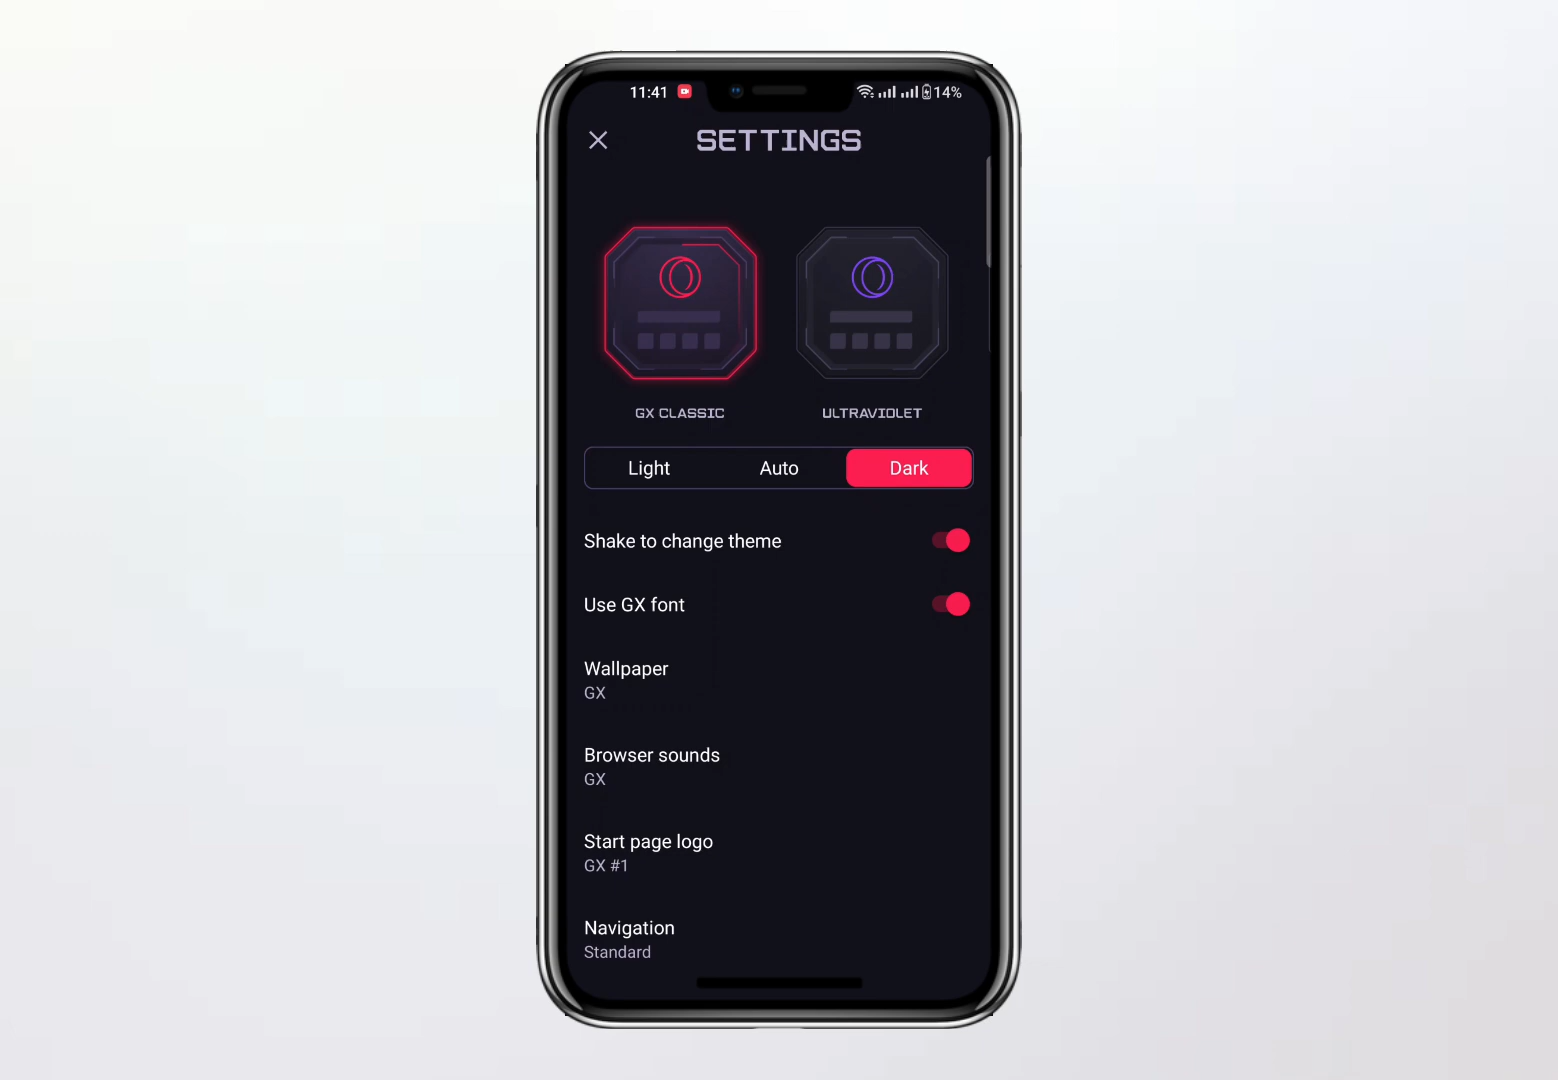 11:41 14%
SETTINGS
GX CLASSIC ULTRAVIOLET
Light Auto Dark
Shake to change theme
Use GX font
Wallpaper
GX
Browser sounds
GX
Start page logo
GX #1
Navigation
Standard